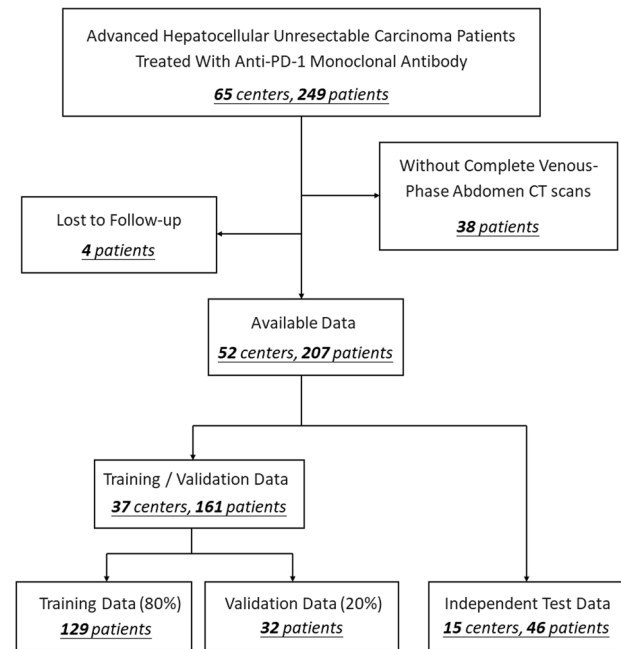 Advanced Hepatocellular Unresectable Carcinoma Patients
Treated With Anti-PD-1 Monoclonal Antibody
65 centers, 249 patients
Without Complete Venous-
Phase Abdomen CT scans
38 patients
Lost to Follow-up
4 patients
Available Data
52 centers, 207 patients
Training / Validation Data
37 centers, 161 patients
Training Data (80%)
129 patients
Validation Data (20%)
32 patients
Independent Test Data
15 centers, 46 patients